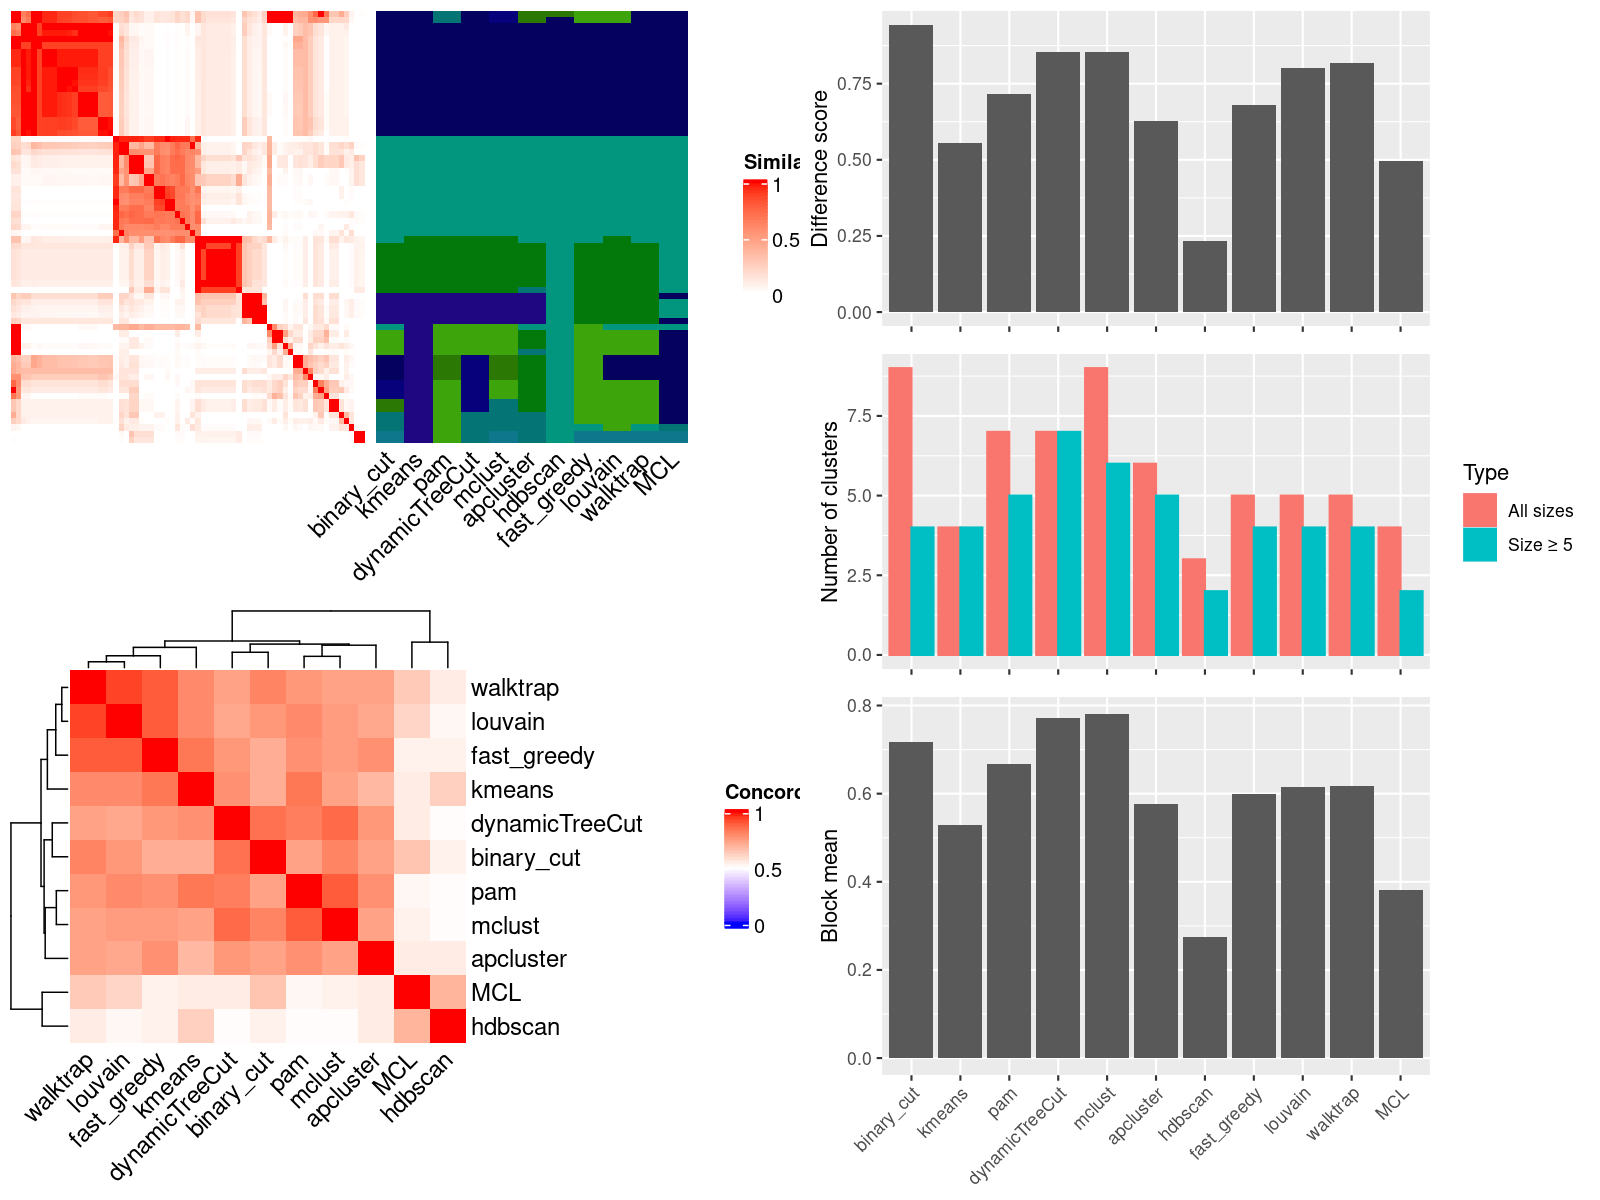 Simila
1
0.5
0
binary_cut
kmeans
pam
dynamicTreeCut
mclust
apcluster
hdbscan
fast_greedy
louvain
walktrap
MCL
walktrap
louvain
fast_greedy
kmeans
dynamicTreeCut
binary_cut
pam
mclust
apcluster
MCL
hdbscan
walktrap
louvain
fast_greedy
kmeans
dynamicTreeCut
binary_cut
pam
mclust
apcluster
MCL
hdbscan
Concord
1
0.5
0
Difference score
0.75
0.50
0.25
0.00
Number of clusters
7.5
5.0
2.5
0.0
Type
All sizes
Size ≥ 5
Block mean
0.8
0.6
0.4
0.2
0.0
binary_cut
kmeans
pam
dynamicTreeCut
mclust
apcluster
hdbscan
fast_greedy
louvain
walktrap
MCL